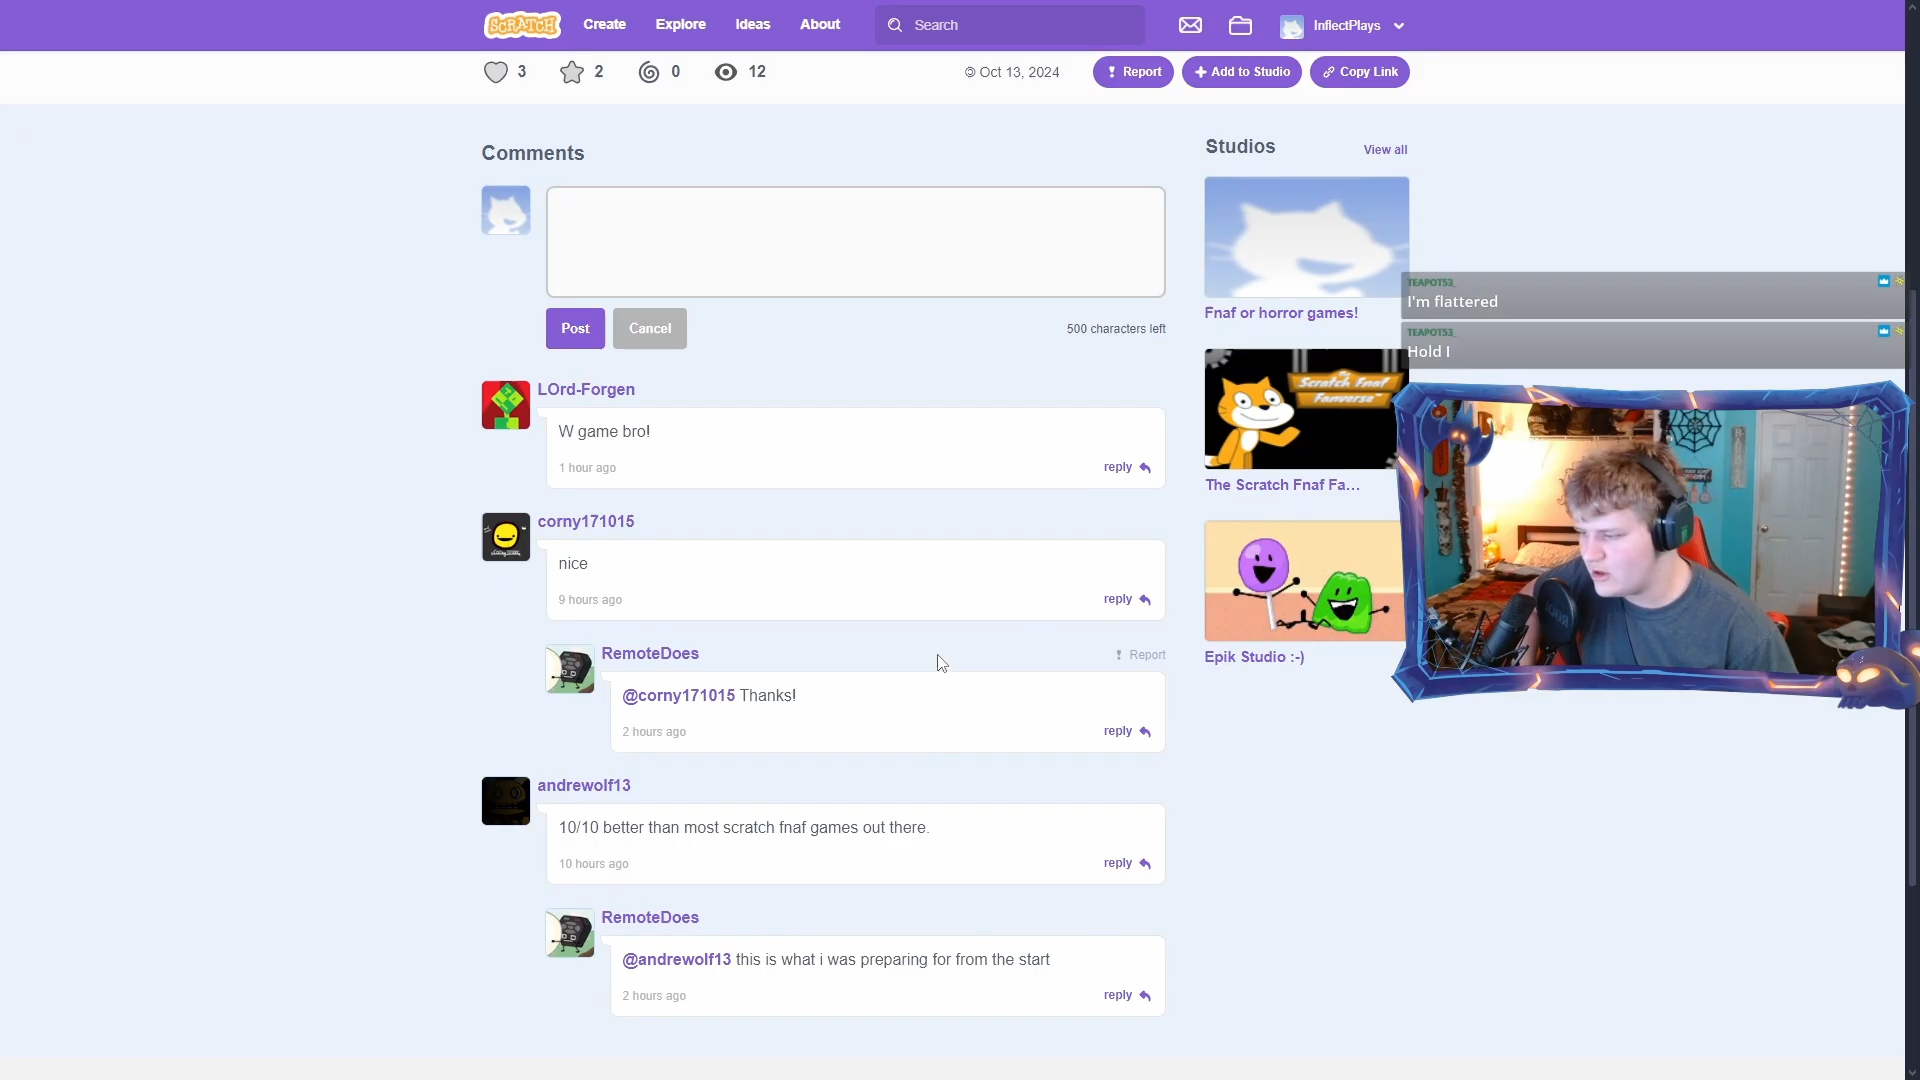 SCRATCH Create Explore Ideas About Search InflectPlays
3 2 0 12 © Oct 13, 2024 Report Add to Studio Copy Link
Comments
Studios View all
Post Cancel 500 characters left
Fnaf or horror games!
TEAPOT53_
I'm flattered
TEAPOT53_
Hold I
LOrd-Forgen
W game bro!
1 hour ago reply
Scratch Fnaf
Fanverse
The Scratch Fnaf Fa...
corny171015
nice
9 hours ago reply
RemoteDoes Report
@corny171015 Thanks!
2 hours ago reply
Epik Studio :-)
andrewolf13
10/10 better than most scratch fnaf games out there.
10 hours ago reply
RemoteDoes
@andrewolf13 this is what i was preparing for from the start
2 hours ago reply